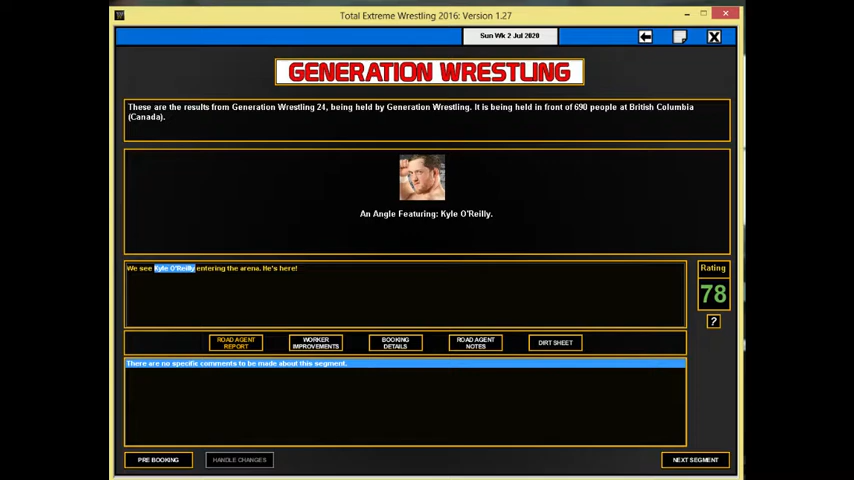 Total Extreme Wrestling 2016: Version 1.27
Sun Wk 2 Jul 2020
GENERATION WRESTLING
These are the results from Generation Wrestling 24, being held by Generation Wrestling. It is being held in front of 690 people at British Columbia
(Canada).
An Angle Featuring: Kyle O'Reilly.
We see Kyle O'Reilly entering the arena. He's here!
Rating
78
?
ROAD AGENT
REPORT
WORKER
IMPROVEMENTS
BOOKING
DETAILS
ROAD AGENT
NOTES
DIRT SHEET
There are no specific comments to be made about this segment.
PRE BOOKING
HANDLE CHANGES
NEXT SEGMENT